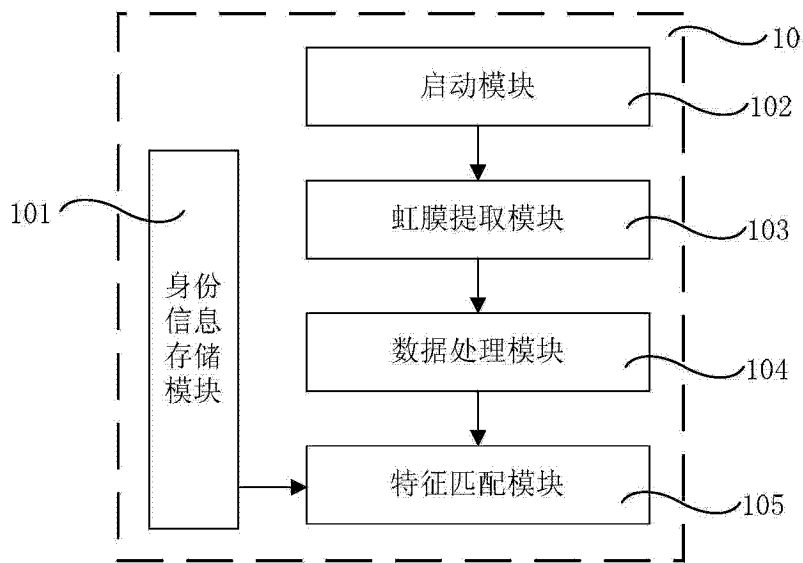 10
启动模块
102
101
虹膜提取模块
103
身份
信息
存储
模块
数据处理模块
104
特征匹配模块
105